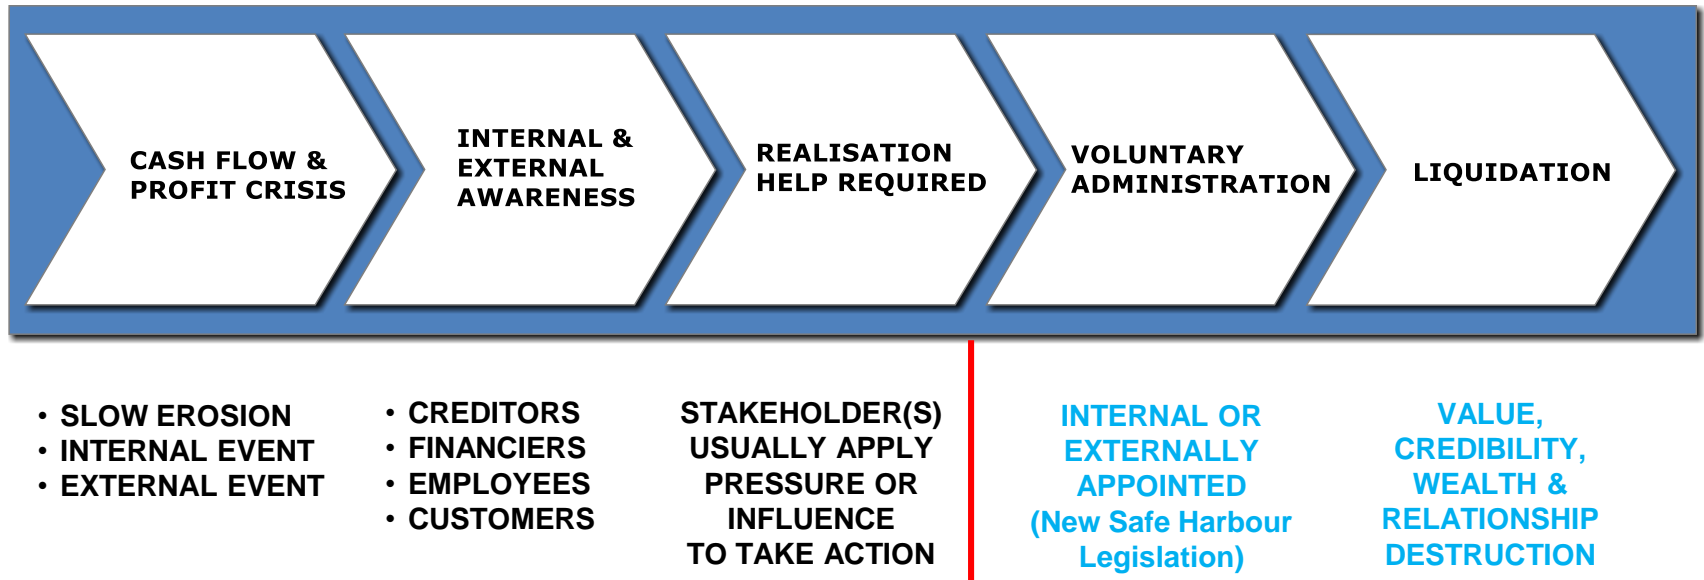 CASH FLOW &
PROFIT CRISIS
INTERNAL &
EXTERNAL
AWARENESS
REALISATION
HELP REQUIRED
VOLUNTARY
ADMINISTRATION
LIQUIDATION
• SLOW EROSION
• INTERNAL EVENT
• EXTERNAL EVENT
• CREDITORS
• FINANCIERS
• EMPLOYEES
• CUSTOMERS
STAKEHOLDER(S)
USUALLY APPLY
PRESSURE OR
INFLUENCE
TO TAKE ACTION
INTERNAL OR
EXTERNALLY
APPOINTED
(New Safe Harbour
Legislation)
VALUE,
CREDIBILITY,
WEALTH &
RELATIONSHIP
DESTRUCTION